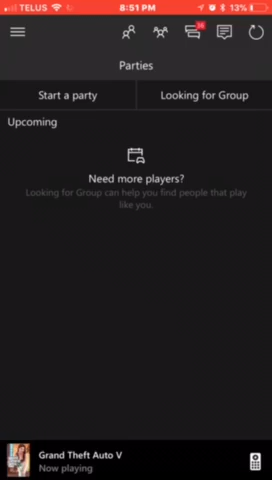 TELUS 8:51 PM 13%
Parties
Start a party Looking for Group
Upcoming
Need more players?
Looking for Group can help you find people that play
like you.
Grand Theft Auto V
Now playing